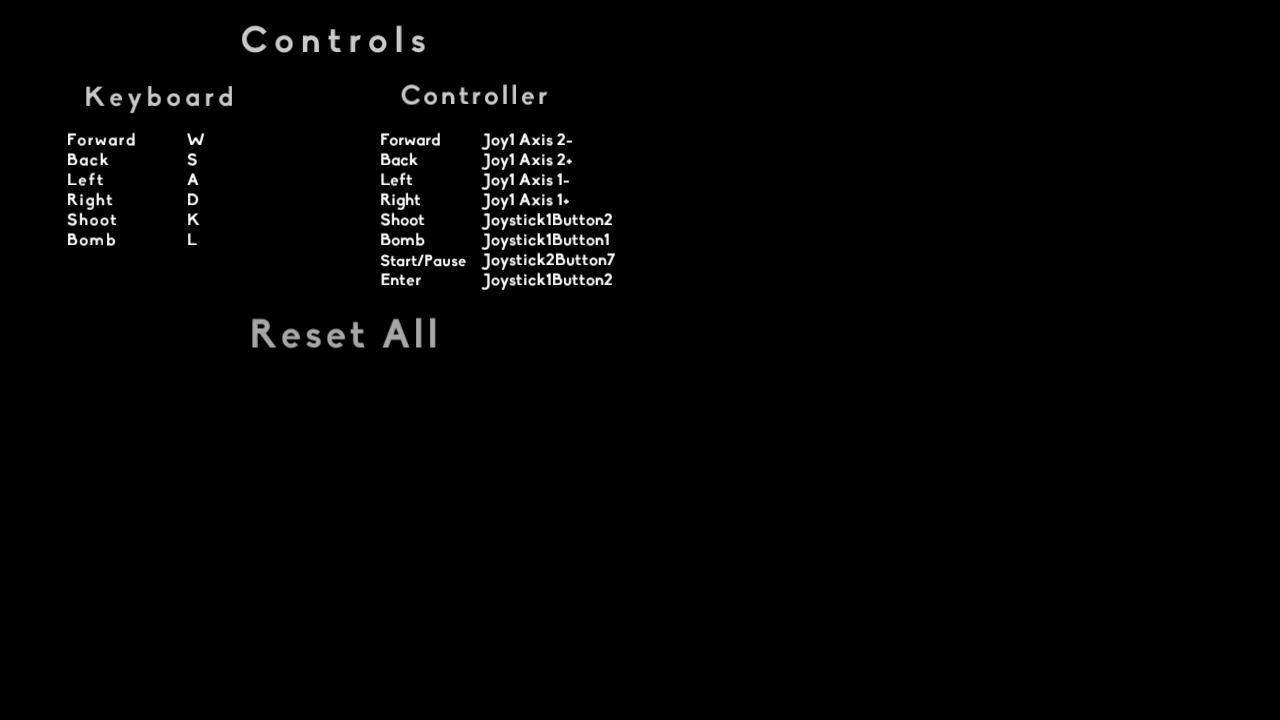 Controls
Keyboard
Forward W
Back S
Left A
Right D
Shoot K
Bomb L
Controller
Forward Joy1 Axis 2-
Back Joy1 Axis 2+
Left Joy1 Axis 1-
Right Joy1 Axis 1+
Shoot Joystick1Button2
Bomb Joystick1Button1
Start/Pause Joystick2Button7
Enter Joystick1Button2
Reset All